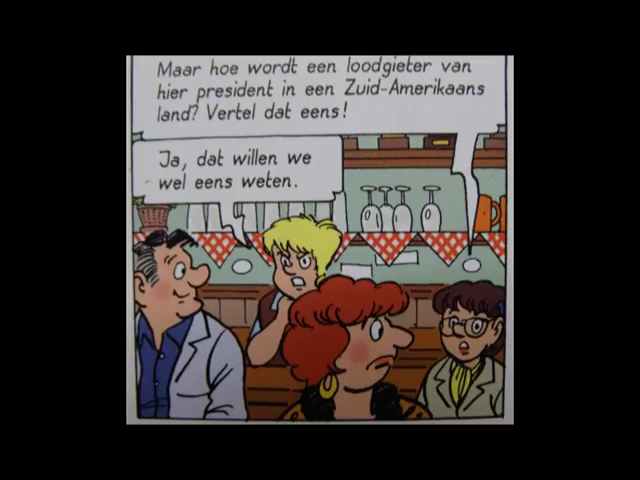 Maar hoe wordt een loodgieter van
hier president in een Zuid-Amerikaans
land? Vertel dat eens!
Ja, dat willen we
wel eens weten.